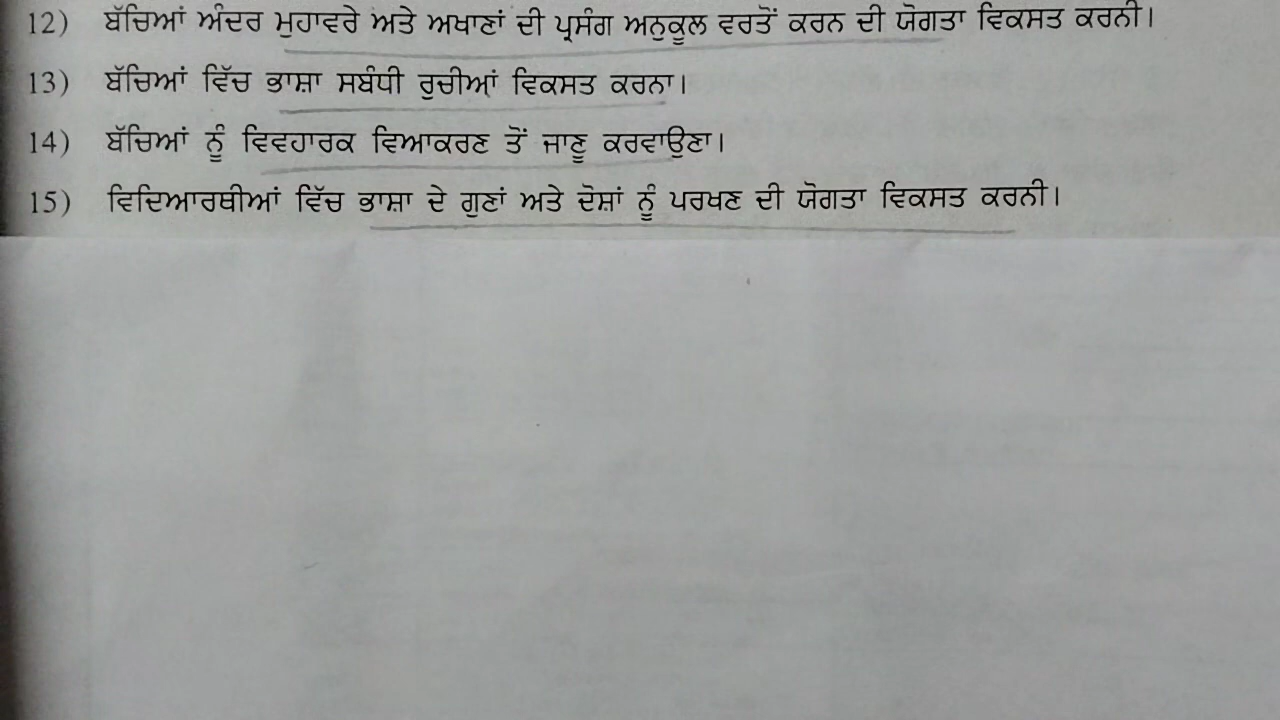 12) ਬੱਚਿਆਂ ਅੰਦਰ ਮੁਹਾਵਰੇ ਅਤੇ ਅਖਾਣਾਂ ਦੀ ਪ੍ਰਸੰਗ ਅਨੁਕੂਲ ਵਰਤੋਂ ਕਰਨ ਦੀ ਯੋਗਤਾ ਵਿਕਸਤ ਕਰਨੀ।
13) ਬੱਚਿਆਂ ਵਿੱਚ ਭਾਸ਼ਾ ਸਬੰਧੀ ਰੁਚੀਆਂ ਵਿਕਸਤ ਕਰਨਾ।
14) ਬੱਚਿਆਂ ਨੂੰ ਵਿਵਹਾਰਕ ਵਿਆਕਰਣ ਤੋਂ ਜਾਣੂ ਕਰਵਾਉਣਾ।
15) ਵਿਦਿਆਰਥੀਆਂ ਵਿੱਚ ਭਾਸ਼ਾ ਦੇ ਗੁਣਾਂ ਅਤੇ ਦੋਸ਼ਾਂ ਨੂੰ ਪਰਖਣ ਦੀ ਯੋਗਤਾ ਵਿਕਸਤ ਕਰਨੀ।